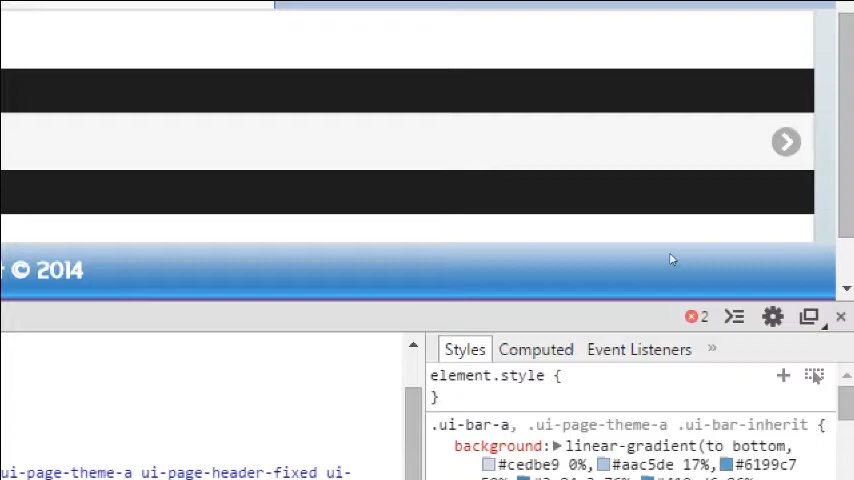 © 2014
2
Styles Computed Event Listeners »
element.style {
}
.ui-bar-a, .ui-page-theme-a .ui-bar-inherit {
background: linear-gradient(to bottom,
#cedbe9 0%, #aac5de 17%, #6199c7
ui-page-theme-a ui-page-header-fixed ui-